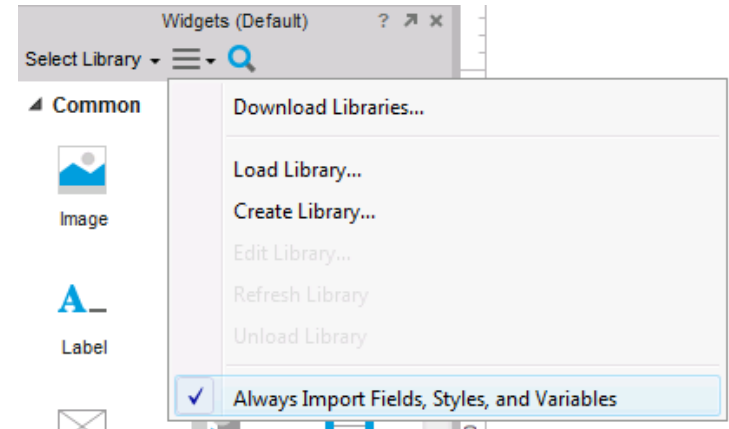 Widgets (Default) ?
Select Library
Common
Download Libraries...
Load Library...
Image
Create Library...
Edit Library...
Refresh Library
A
Label
Unload Library
Always Import Fields, Styles, and Variables